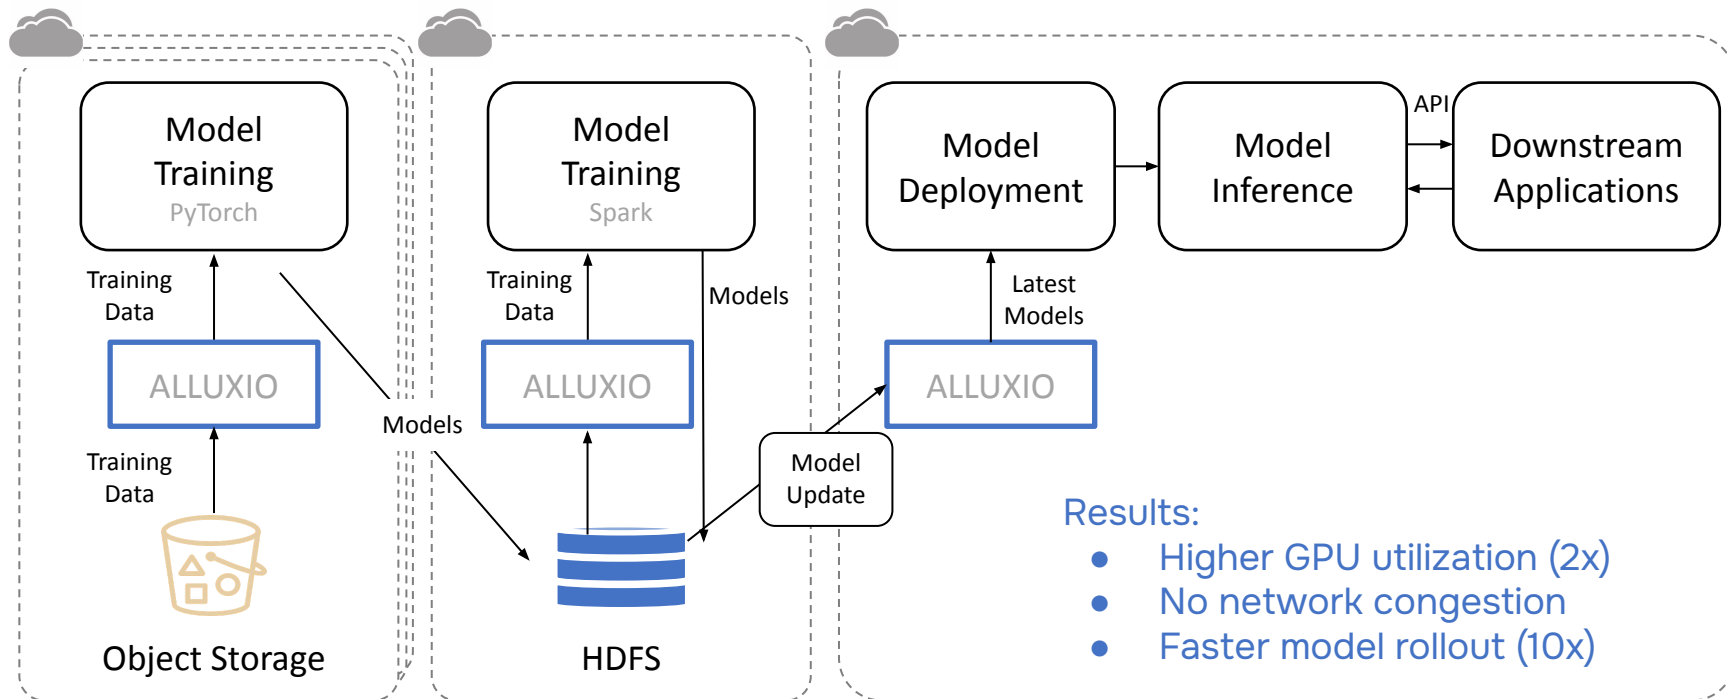 Model
Training
PyTorch
Training
Data
ALLUXIO
Training
Data
Object Storage
Models
Model
Training
Spark
Training
Data
Models
ALLUXIO
HDFS
Model
Update
Model
Deployment
Latest
Models
ALLUXIO
Model
Inference
API
Downstream
Applications
Results:
● Higher GPU utilization (2x)
● No network congestion
● Faster model rollout (10x)